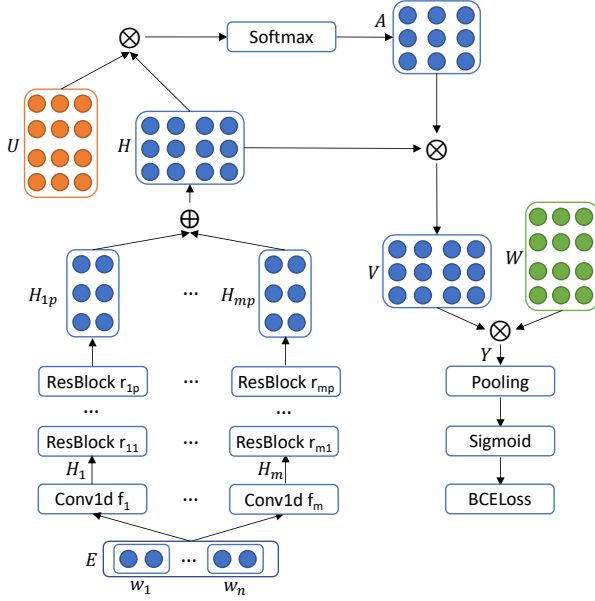 ⊗ Softmax A
U H ⊗
⊕
H₁ₚ ... Hₘₚ V W
⊗
Y
ResBlock r₁ₚ ... ResBlock rₘₚ Pooling
... ...
ResBlock r₁₁ ... ResBlock rₘ₁ Sigmoid
H₁ Hₘ
Conv1d f₁ ... Conv1d fₘ BCELoss
E ...
w₁ wₙ